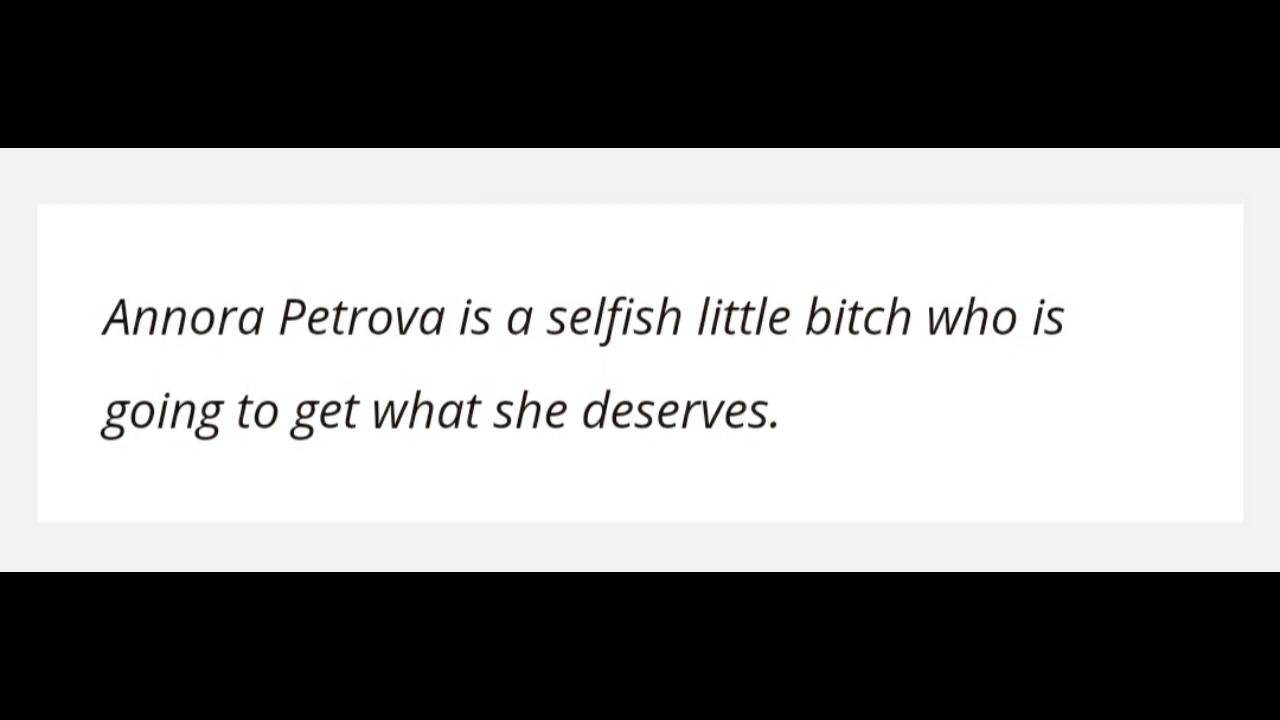 Annora Petrova is a selfish little bitch who is
going to get what she deserves.